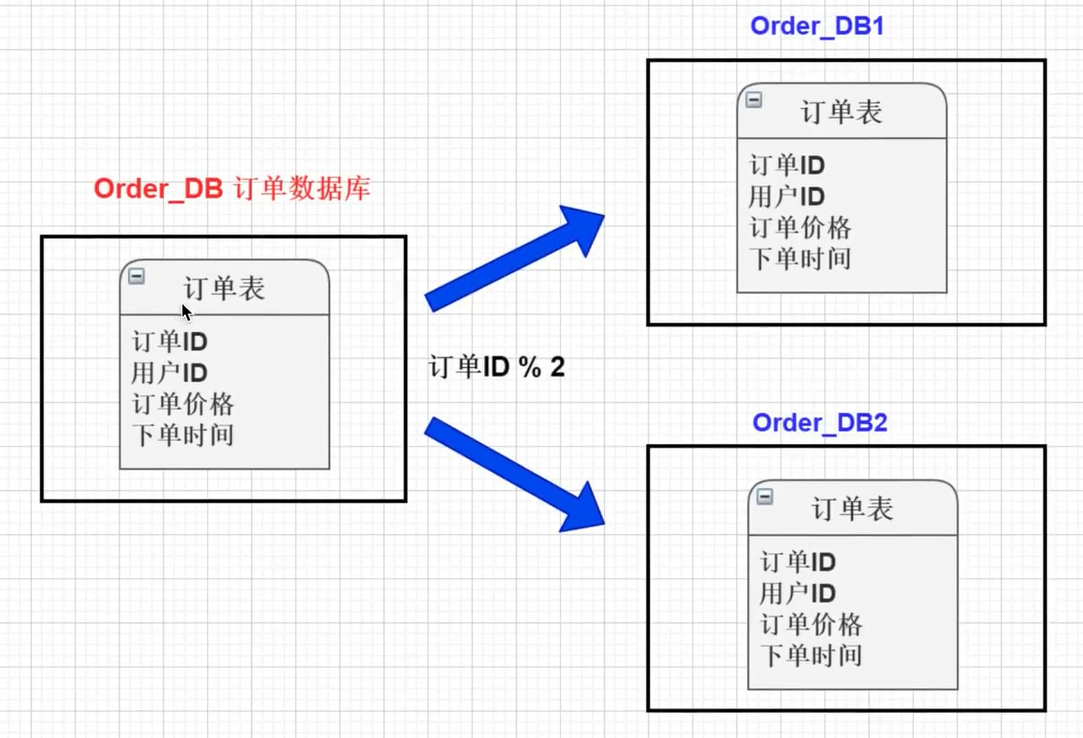 Order_DB 订单数据库
订单表
订单ID
用户ID
订单价格
下单时间
订单ID % 2
Order_DB1
订单表
订单ID
用户ID
订单价格
下单时间
Order_DB2
订单表
订单ID
用户ID
订单价格
下单时间